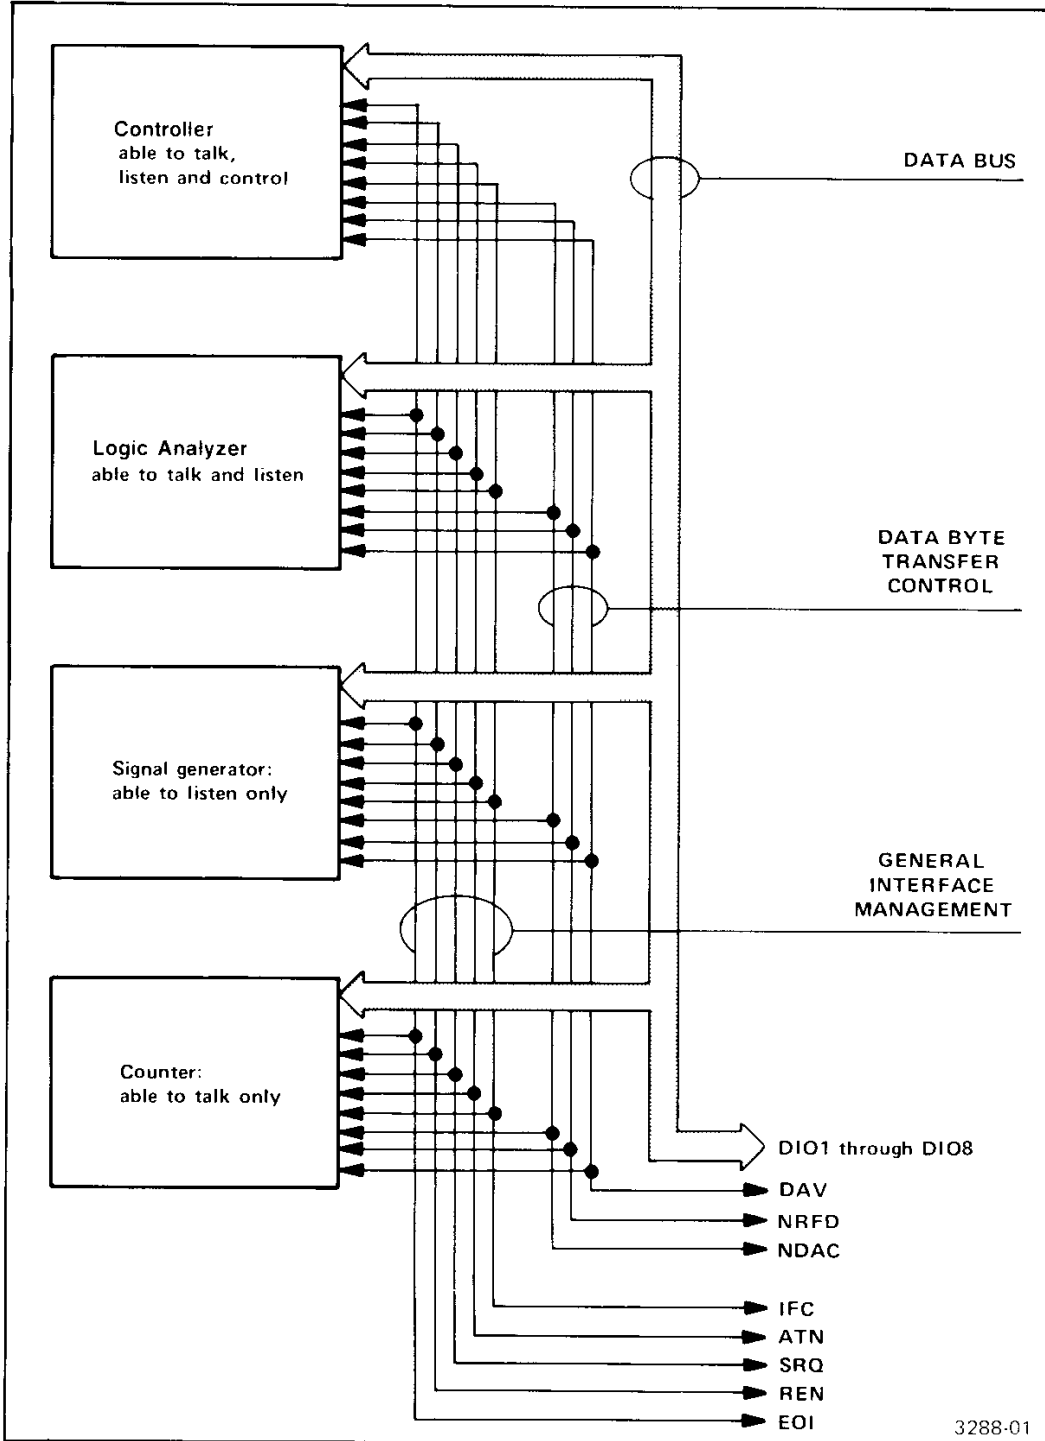 Controller
able to talk,
listen and control
DATA BUS
Logic Analyzer
able to talk and listen
DATA BYTE
TRANSFER
CONTROL
Signal generator:
able to listen only
GENERAL
INTERFACE
MANAGEMENT
Counter:
able to talk only
DIO1 through DIO8
DAV
NRFD
NDAC
IFC
ATN
SRQ
REN
EOI
3288-01